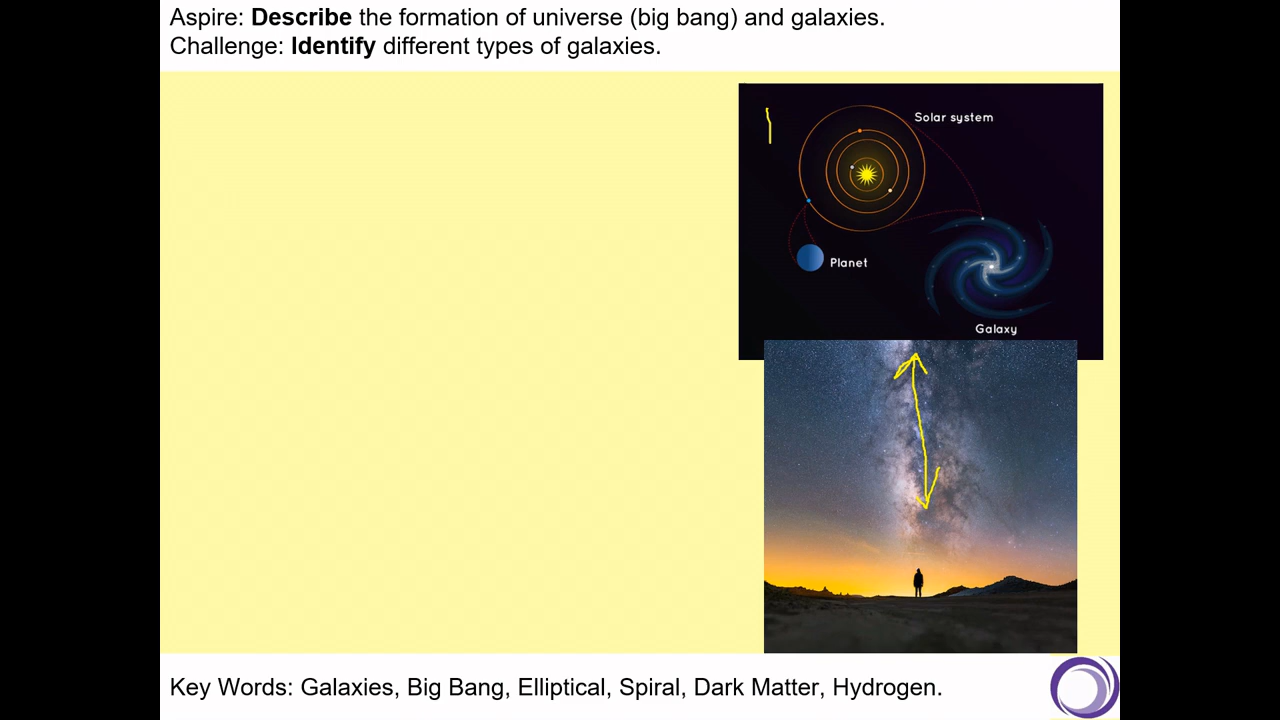 Aspire: Describe the formation of universe (big bang) and galaxies.
Challenge: Identify different types of galaxies.
Solar system
Planet
Galaxy
Key Words: Galaxies, Big Bang, Elliptical, Spiral, Dark Matter, Hydrogen.